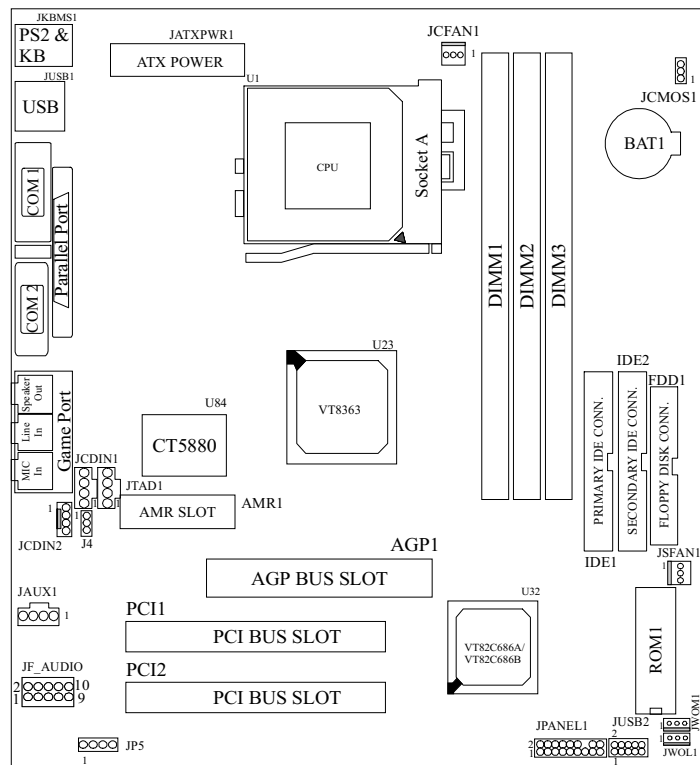 JKBMS1
PS2 &
KB
JATXPWR1
ATX POWER
JCFAN1
1
1
JCMOS1
BAT1
JUSB1
USB
U1
CPU
Socket A
COM 1
Parallel Port
COM 2
DIMM1
DIMM2
DIMM3
U23
VT8363
IDE2
FDD1
PRIMARY IDE CONN.
SECONDARY IDE CONN.
FLOPPY DISK CONN.
IDE1
Speaker
Out
Line
In
MIC
In
Game Port
U84
CT5880
JCDIN1
JTAD1
1
1
1
AMR SLOT
AMR1
JCDIN2
J4
AGP1
AGP BUS SLOT
JSFAN1
1
JAUX1
1
PCI1
PCI BUS SLOT
U32
VT82C686A/
VT82C686B
ROM1
JF_AUDIO
2
10
1
9
PCI2
PCI BUS SLOT
JP5
1
JPANEL1
2
1
JUSB2
2
1
JWOM1
1
1
JWOL1